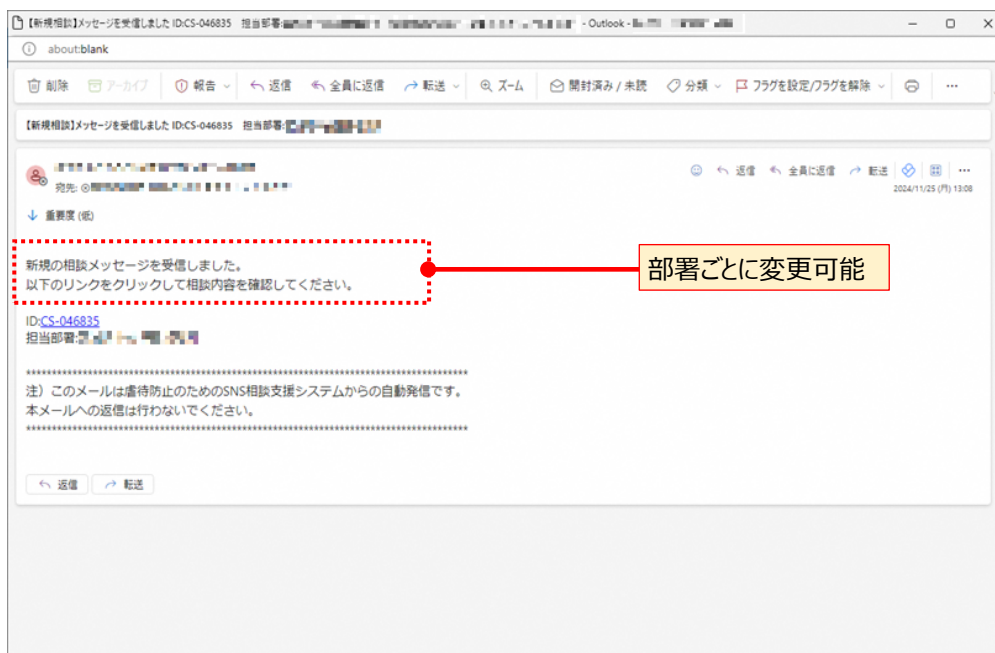 【新規相談】メッセージを受信しました ID:CS-046835 担当部署: - Outlook -
about:blank
削除 アーカイブ 報告 返信 全員に返信 転送 ズーム 開封済み / 未読 分類 フラグを設定/フラグを解除 ...
【新規相談】メッセージを受信しました ID:CS-046835 担当部署:
宛先:
返信 全員に返信 転送 ...
2024/11/25 (月) 13:08
重要度 (低)
新規の相談メッセージを受信しました。
以下のリンクをクリックして相談内容を確認してください。
部署ごとに変更可能
ID:CS-046835
担当部署:
注）このメールは虐待防止のためのSNS相談支援システムからの自動発信です。
本メールへの返信は行わないでください。
返信 転送